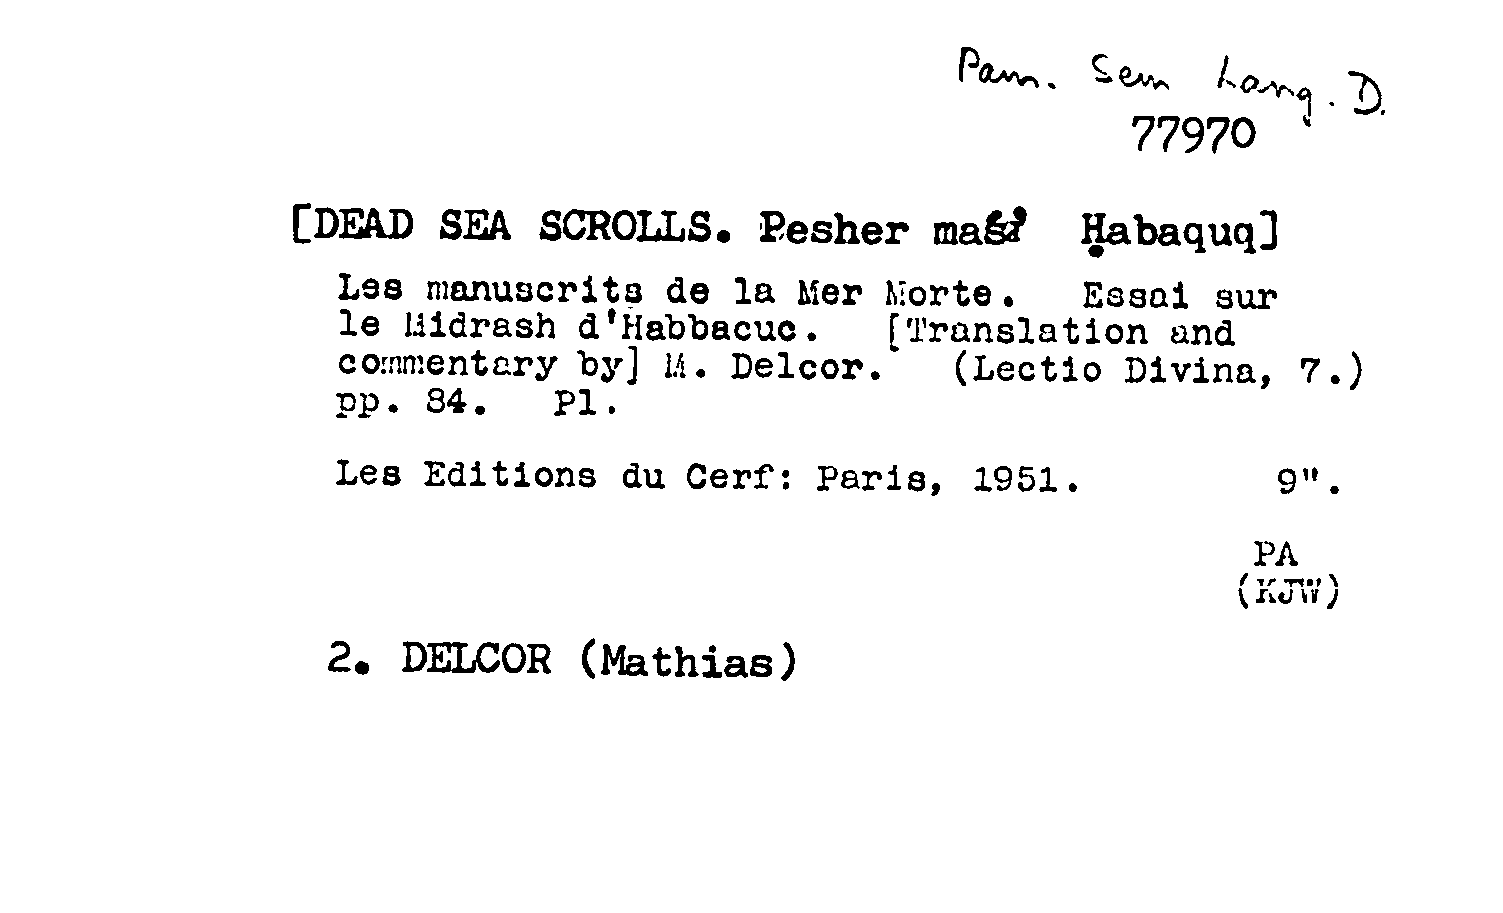 Pam. Sem Lang. D.
77970
[DEAD SEA SCROLLS. Pesher Ḥabaquq]
Les manuscrits de la Mer Morte. Essai sur
le Midrash d'Habbacuc. [Translation and
commentary by] M. Delcor. (Lectio Divina, 7.)
pp. 84. Pl.
Les Editions du Cerf: Paris, 1951. 9".
PA
(KJW)
2. DELCOR (Mathias)